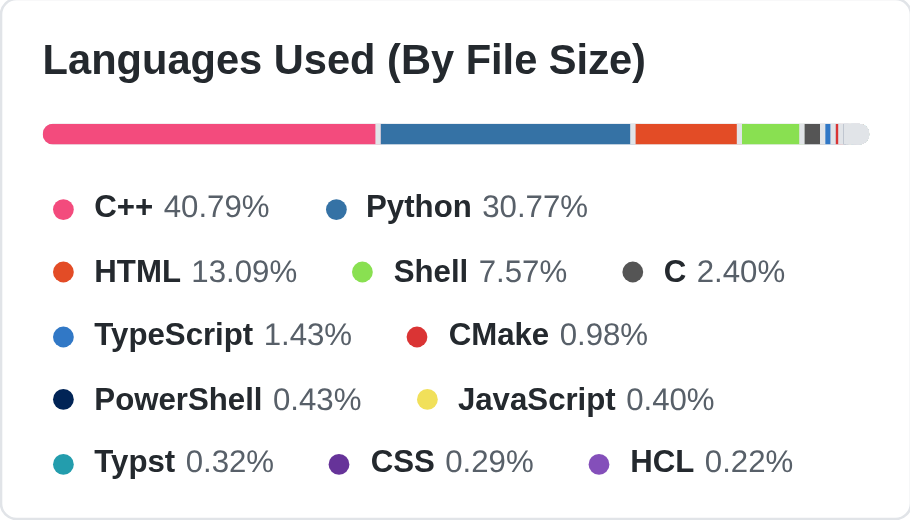 Languages Used (By File Size)
C++ 40.79% Python 30.77%
HTML 13.09% Shell 7.57% C 2.40%
TypeScript 1.43% CMake 0.98%
PowerShell 0.43% JavaScript 0.40%
Typst 0.32% CSS 0.29% HCL 0.22%